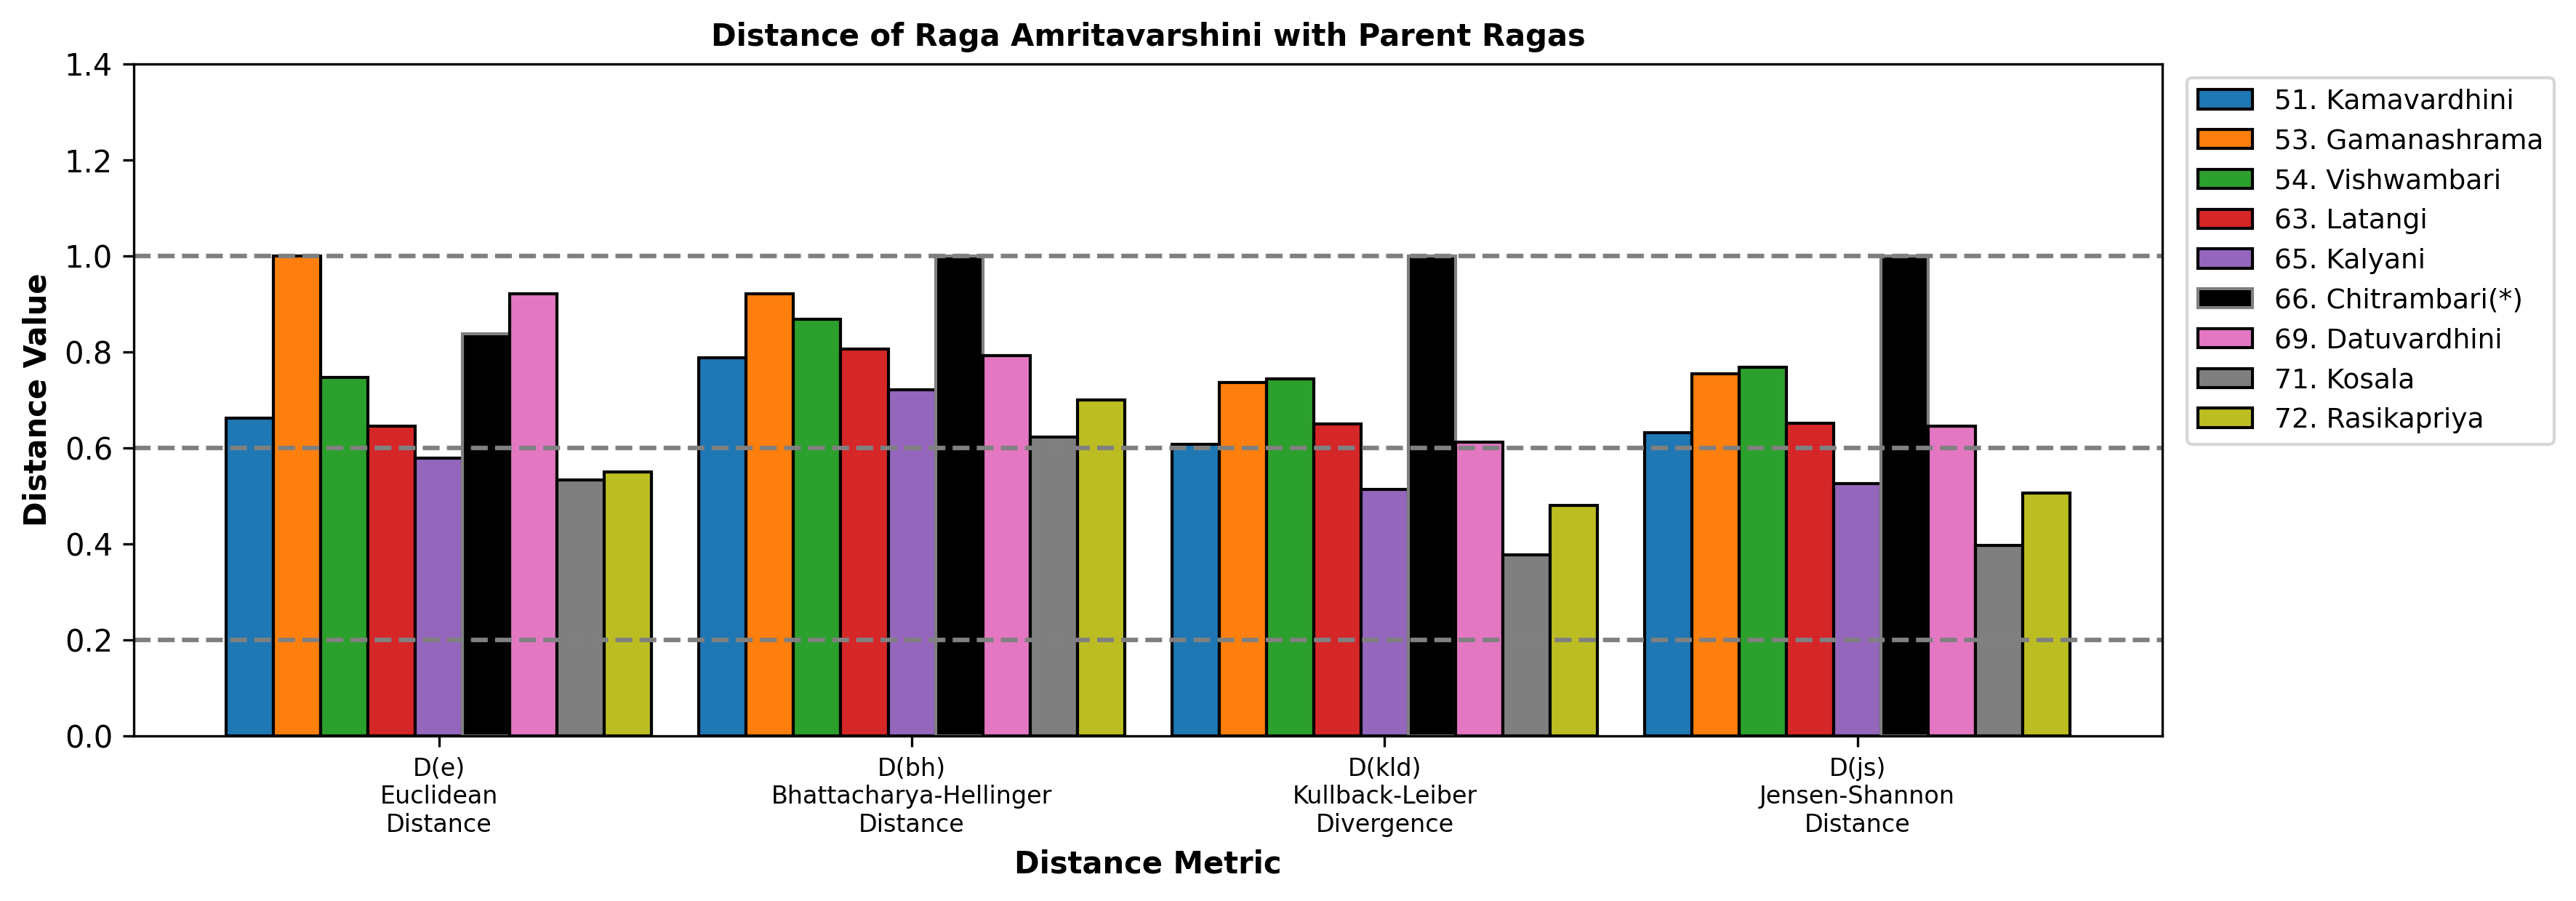 Distance of Raga Amritavarshini with Parent Ragas
Distance Value
1.4
1.2
1.0
0.8
0.6
0.4
0.2
0.0
D(e)
Euclidean
Distance
D(bh)
Bhattacharya-Hellinger
Distance
D(kld)
Kullback-Leiber
Divergence
D(js)
Jensen-Shannon
Distance
Distance Metric
51. Kamavardhini
53. Gamanashrama
54. Vishwambari
63. Latangi
65. Kalyani
66. Chitrambari(*)
69. Datuvardhini
71. Kosala
72. Rasikapriya